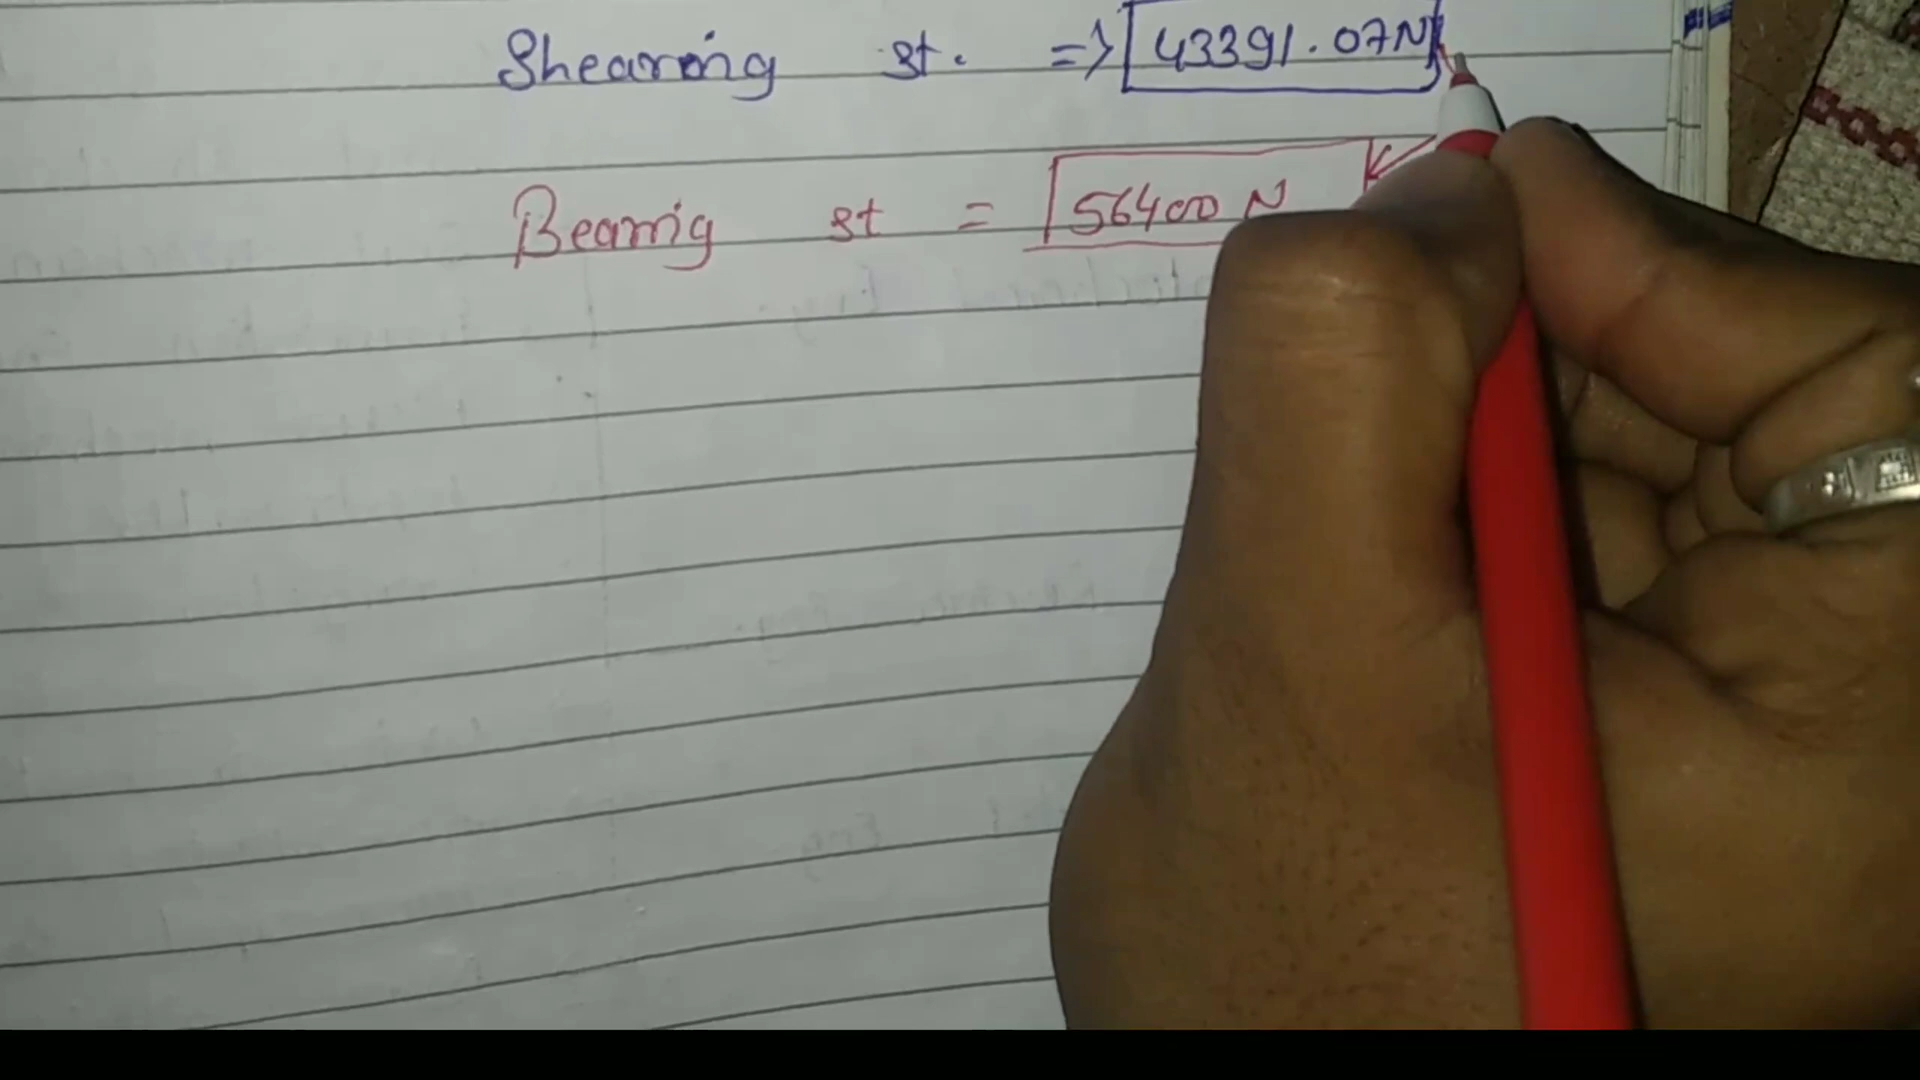 Shearing st. => 43391.07N
Bearing st = 56400 N